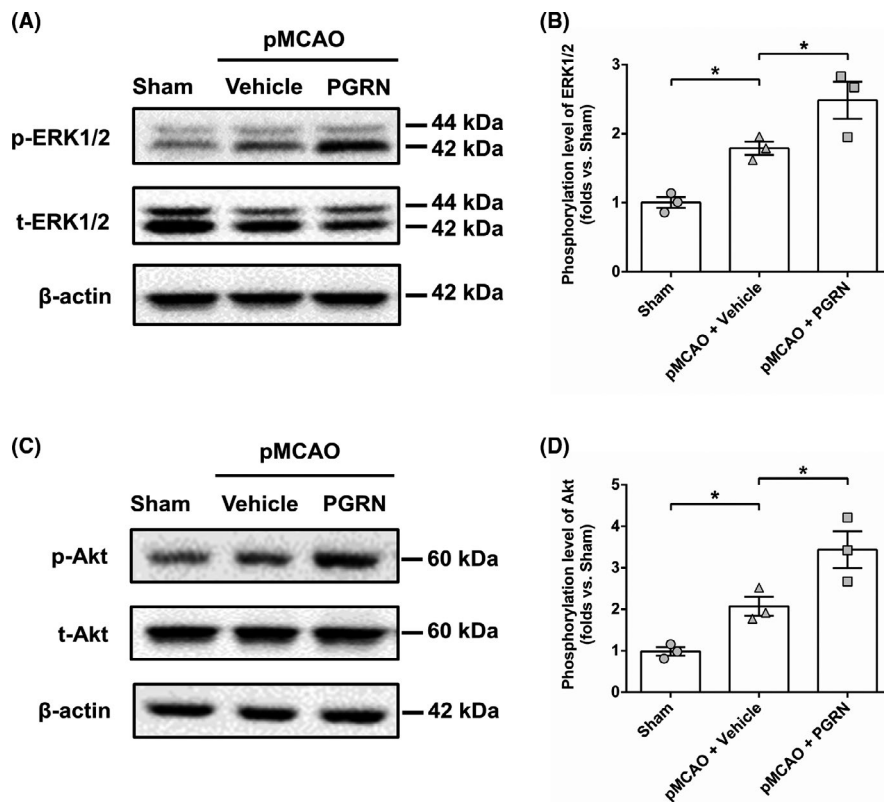 (A)
pMCAO
Sham Vehicle PGRN
p-ERK1/2
44 kDa
42 kDa
t-ERK1/2
44 kDa
42 kDa
β-actin
42 kDa
(B)
Phosphorylation level of ERK1/2
(folds vs. Sham)
3
2
1
0
*
*
Sham
pMCAO + Vehicle
pMCAO + PGRN
(C)
pMCAO
Sham Vehicle PGRN
p-Akt
60 kDa
t-Akt
60 kDa
β-actin
42 kDa
(D)
Phosphorylation level of Akt
(folds vs. Sham)
5
4
3
2
1
0
*
*
Sham
pMCAO + Vehicle
pMCAO + PGRN